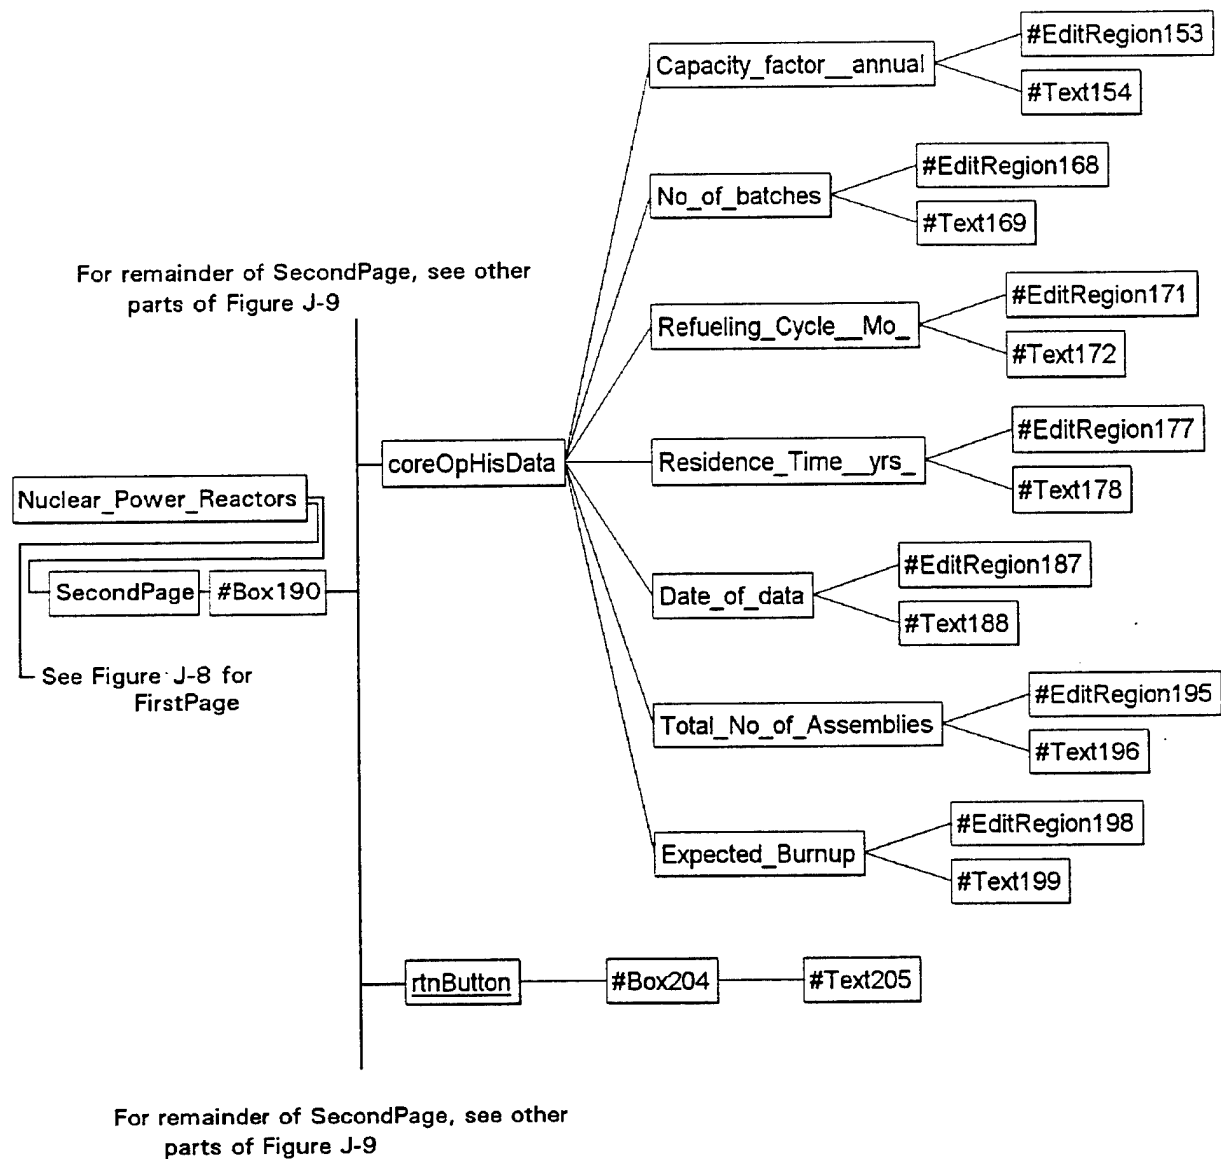 #EditRegion153
Capacity_factor__annual
#Text154
#EditRegion168
No_of_batches
#Text169
For remainder of SecondPage, see other
parts of Figure J-9
#EditRegion171
Refueling_Cycle__Mo_
#Text172
#EditRegion177
coreOpHisData
Residence_Time__yrs_
#Text178
Nuclear_Power_Reactors
SecondPage
#Box190
#EditRegion187
Date_of_data
#Text188
See Figure J-8 for
FirstPage
#EditRegion195
Total_No_of_Assemblies
#Text196
#EditRegion198
Expected_Burnup
#Text199
rtnButton
#Box204
#Text205
For remainder of SecondPage, see other
parts of Figure J-9